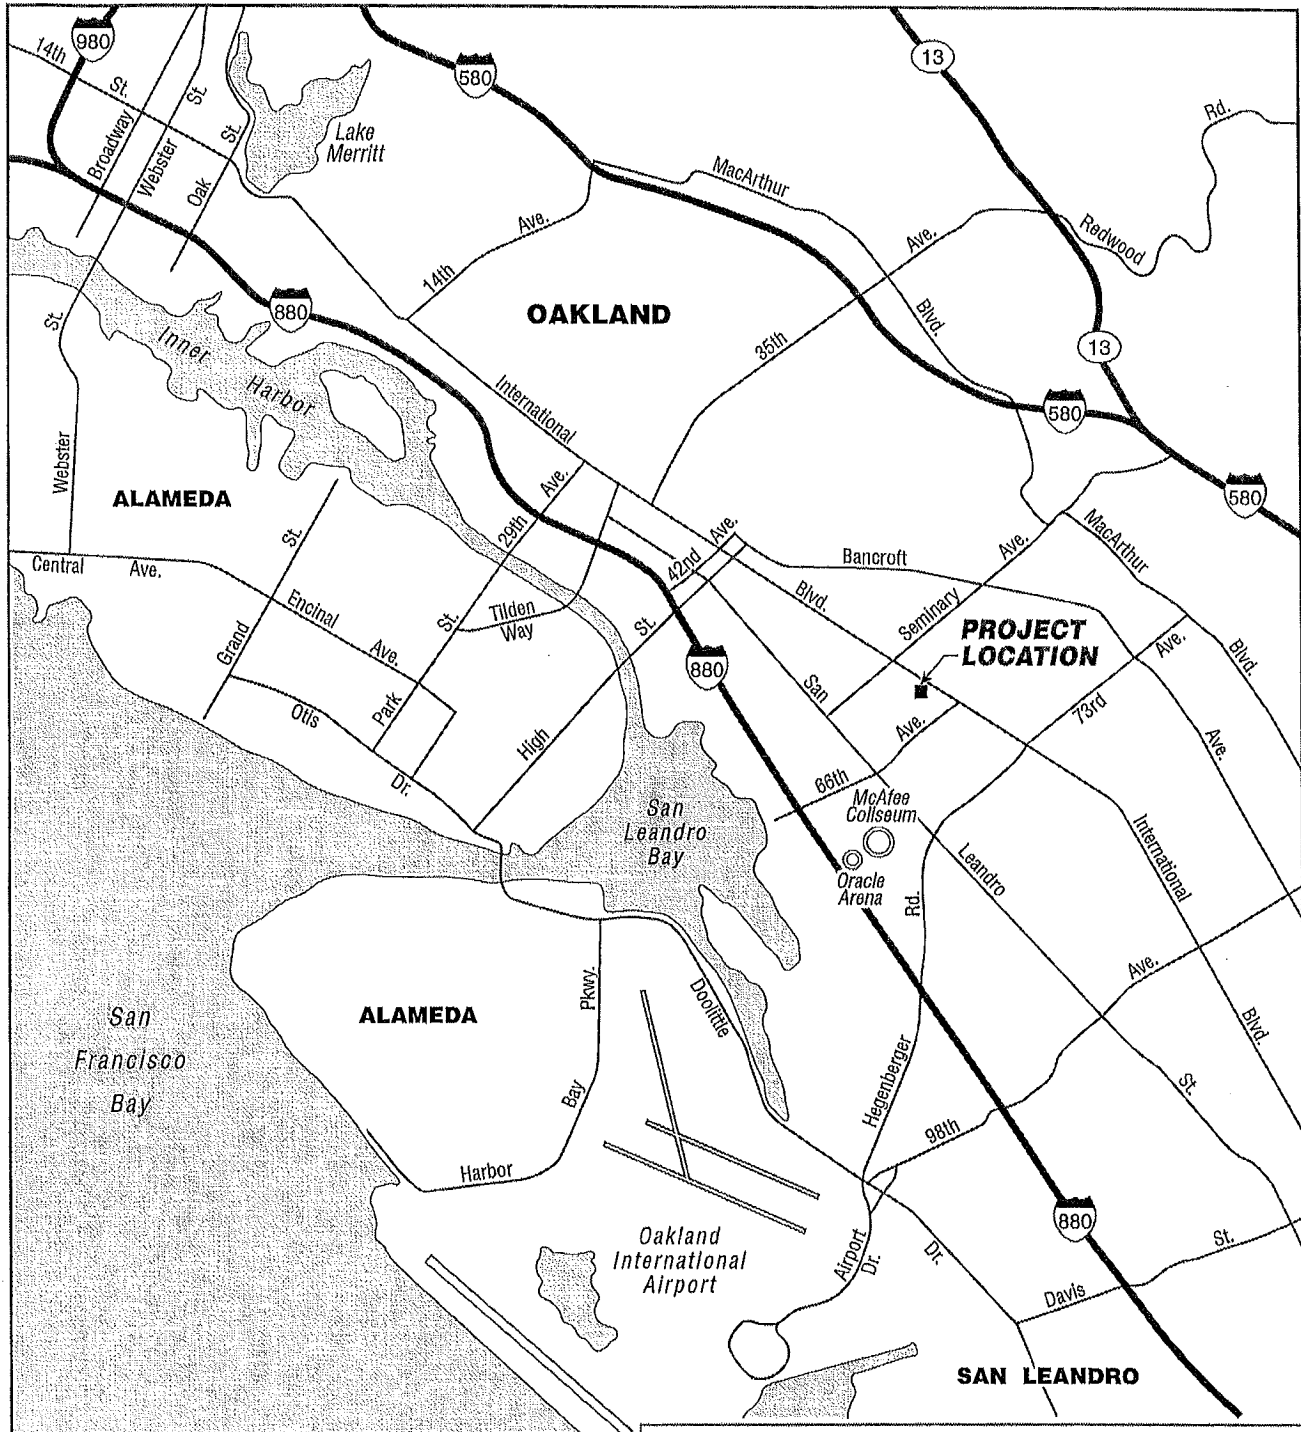 980
14th
St.
Broadway
Webster
St.
Oak
St.
Lake
Merritt
580
13
Rd.
MacArthur
Blvd.
Redwood
14th
Ave.
35th
Ave.
OAKLAND
880
St.
Inner
Harbor
International
13
580
580
Webster
ALAMEDA
Central
Ave.
St.
Grand
Encinal
Ave.
29th
Ave.
42nd
Ave.
Bancroft
MacArthur
Blvd.
Ave.
Seminary
Blvd.
Tilden
Way
St.
Park
St.
High
880
San
PROJECT
LOCATION
Ave.
73rd
Ave.
Otis
Dr.
Ave.
66th
McAfee
Coliseum
Oracle
Arena
San
Leandro
Bay
Leandro
International
Rd.
Ave.
Blvd.
San
Francisco
Bay
ALAMEDA
Pkwy.
Bay
Harbor
Doolittle
Hegenberger
98th
St.
Oakland
International
Airport
Airport
Dr.
Dr.
880
St.
Davis
SAN LEANDRO